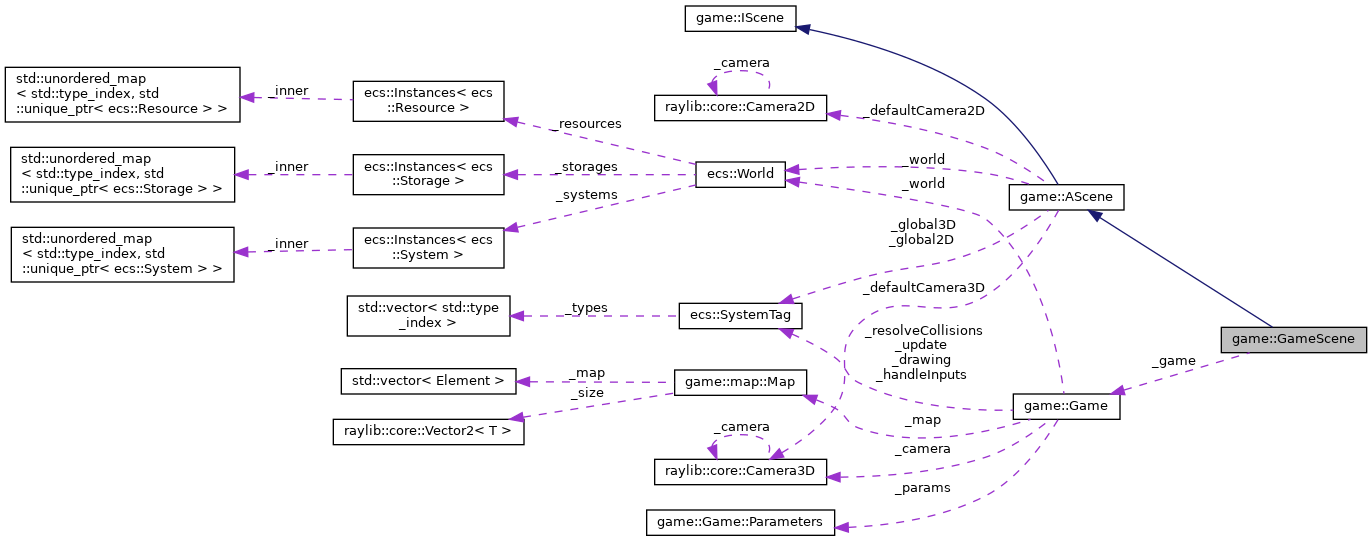 game::IScene
_camera
std::unordered_map
< std::type_index, std
::unique_ptr< ecs::Resource > >
_inner
ecs::Instances< ecs
::Resource >
raylib::core::Camera2D
_defaultCamera2D
_resources
std::unordered_map
< std::type_index, std
::unique_ptr< ecs::Storage > >
_inner
ecs::Instances< ecs
::Storage >
_storages
ecs::World
_world
_world
game::AScene
_systems
std::unordered_map
< std::type_index, std
::unique_ptr< ecs::System > >
_inner
ecs::Instances< ecs
::System >
_global3D
_global2D
_defaultCamera3D
std::vector< std::type
_index >
_types
ecs::SystemTag
_resolveCollisions
_update
_drawing
_handleInputs
game::GameScene
_game
std::vector< Element >
_map
_size
game::map::Map
game::Game
raylib::core::Vector2< T >
_map
_camera
_camera
raylib::core::Camera3D
_params
game::Game::Parameters